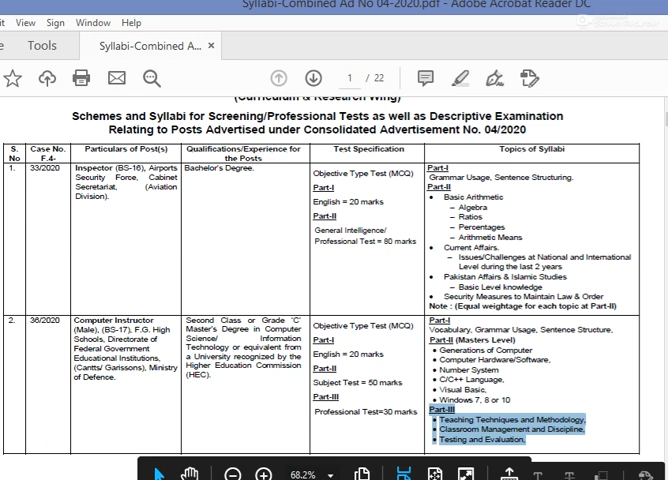 Syllabi-Combined Ad No 04-2020.pdf - Adobe Acrobat Reader DC
it View Sign Window Help
e Tools Syllabi-Combined A... ×
1 / 22
(Curriculum & Research Wing)
Schemes and Syllabi for Screening/Professional Tests as well as Descriptive Examination
Relating to Posts Advertised under Consolidated Advertisement No. 04/2020
S. No
Case No. F.4-
Particulars of Post(s)
Qualifications/Experience for
the Posts
Test Specification
Topics of Syllabi
1.
33/2020
Inspector (BS-16), Airports
Security Force, Cabinet
Secretariat, (Aviation
Division).
Bachelor's Degree.
Objective Type Test (MCQ)
Part-I
English = 20 marks
Part-II
General Intelligence/
Professional Test = 80 marks
Part-I
Grammar Usage, Sentence Structuring.
Part-II
• Basic Arithmetic
– Algebra
– Ratios
– Percentages
– Arithmetic Means
• Current Affairs.
– Issues/Challenges at National and International
Level during the last 2 years
• Pakistan Affairs & Islamic Studies
– Basic Level knowledge
• Security Measures to Maintain Law & Order
Note : (Equal weightage for each topic at Part-II)
2.
36/2020
Computer Instructor
(Male), (BS-17), F.G. High
Schools, Directorate of
Federal Government
Educational Institutions,
(Cantts/ Garissons), Ministry
of Defence.
Second Class or Grade 'C'
Master's Degree in Computer
Science/ Information
Technology or equivalent from
a University recognized by the
Higher Education Commission
(HEC).
Objective Type Test (MCQ)
Part-I
English = 20 marks
Part-II
Subject Test = 50 marks
Part-III
Professional Test=30 marks
Part-I
Vocabulary, Grammar Usage, Sentence Structure,
Part-II (Masters Level)
• Generations of Computer
• Computer Hardware/Software,
• Number System
• C/C++ Language,
• Visual Basic,
• Windows 7, 8 or 10
Part-III
• Teaching Techniques and Methodology,
• Classroom Management and Discipline,
• Testing and Evaluation,
68.2%